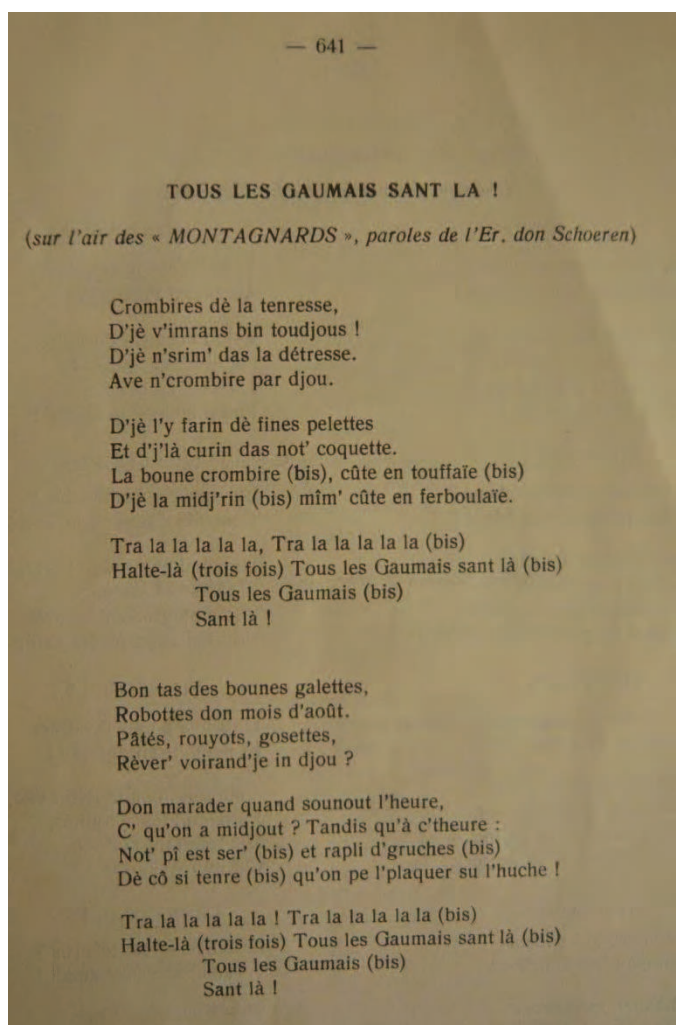 — 641 —
TOUS LES GAUMAIS SANT LA !
(sur l'air des « MONTAGNARDS », paroles de l'Er. don Schoeren)
Crombires dè la tenresse,
D'jè v'imrans bin toudjous !
D'jè n'srim' das la détresse.
Ave n'crombire par djou.
D'jè l'y farin dè fines pelettes
Et d'j'là curin das not' coquette.
La boune crombire (bis), cûte en touffaïe (bis)
D'jè la midj'rin (bis) mîm' cûte en ferboulaïe.
Tra la la la la la, Tra la la la la la (bis)
Halte-là (trois fois) Tous les Gaumais sant là (bis)
Tous les Gaumais (bis)
Sant là !
Bon tas des bounes galettes,
Robottes don mois d'août.
Pâtés, rouyots, gosettes,
Rèver' voirand'je in djou ?
Don marader quand sounout l'heure,
C' qu'on a midjout ? Tandis qu'à c'theure :
Not' pî est ser' (bis) et rapli d'gruches (bis)
Dè cô si tenre (bis) qu'on pe l'plaquer su l'huche !
Tra la la la la la ! Tra la la la la la (bis)
Halte-là (trois fois) Tous les Gaumais sant là (bis)
Tous les Gaumais (bis)
Sant là !